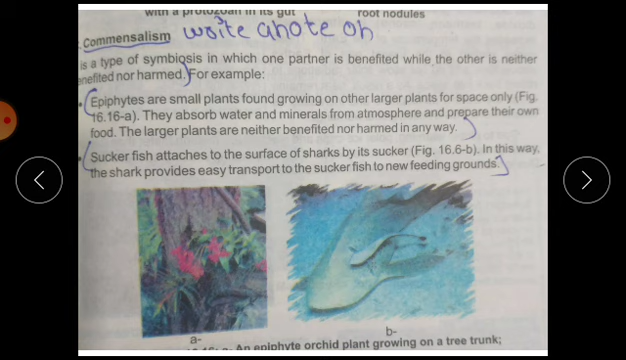 with a protozoan in its gut root nodules
Commensalism write a note on
is a type of symbiosis in which one partner is benefited while the other is neither
enefited nor harmed. For example:
Epiphytes are small plants found growing on other larger plants for space only (Fig.
16.16-a). They absorb water and minerals from atmosphere and prepare their own
food. The larger plants are neither benefited nor harmed in any way.
Sucker fish attaches to the surface of sharks by its sucker (Fig. 16.6-b). In this way,
the shark provides easy transport to the sucker fish to new feeding grounds.
a- b-
An epiphyte orchid plant growing on a tree trunk;